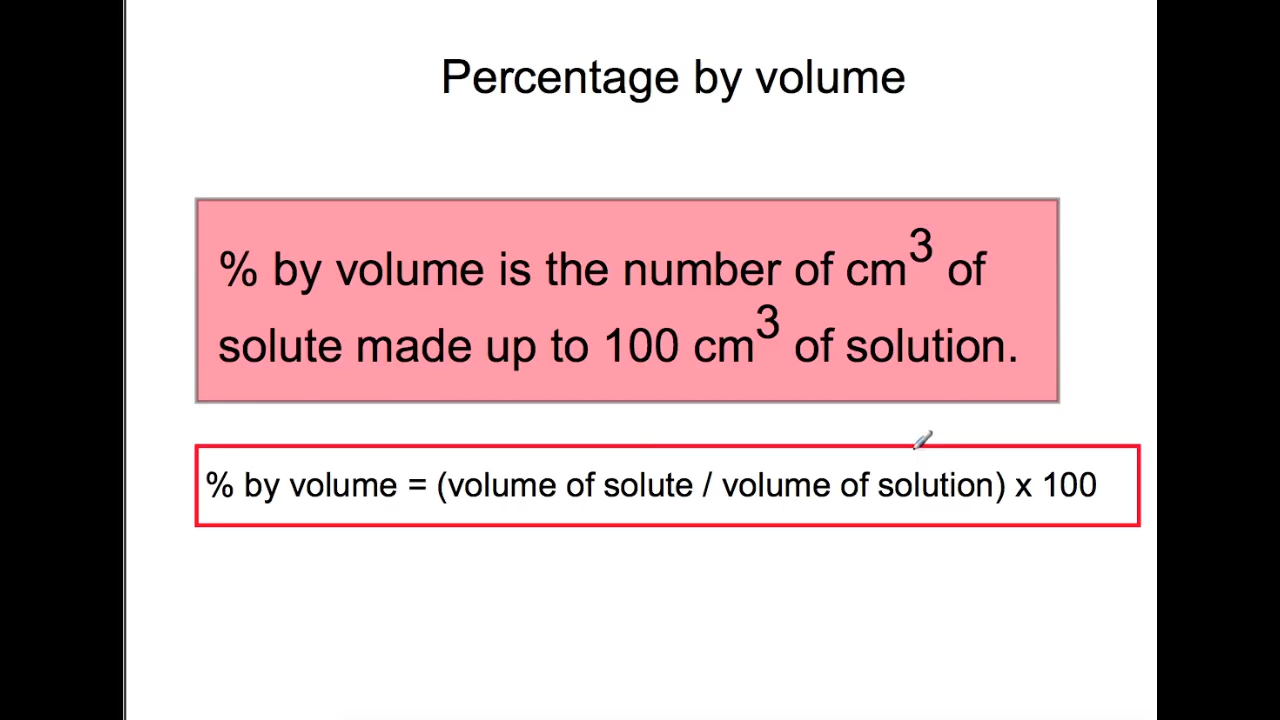 Percentage by volume
% by volume is the number of cm³ of
solute made up to 100 cm³ of solution.
% by volume = (volume of solute / volume of solution) x 100